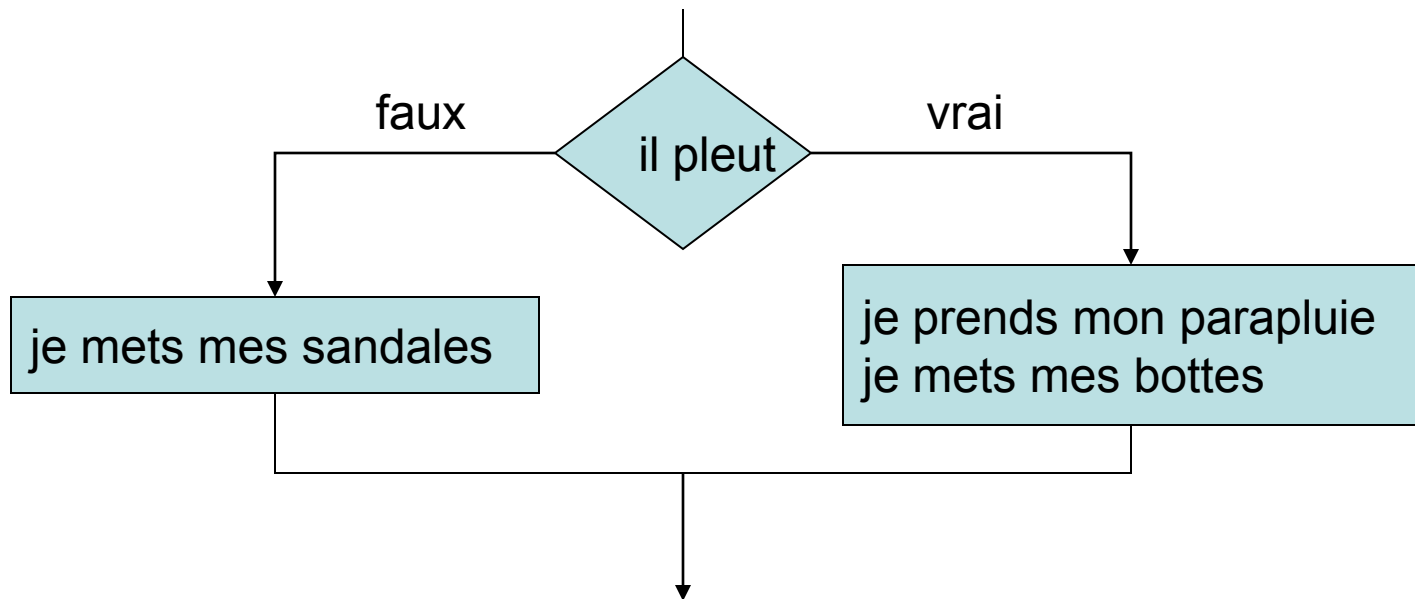 faux
vrai
il pleut
je mets mes sandales
je prends mon parapluie
je mets mes bottes